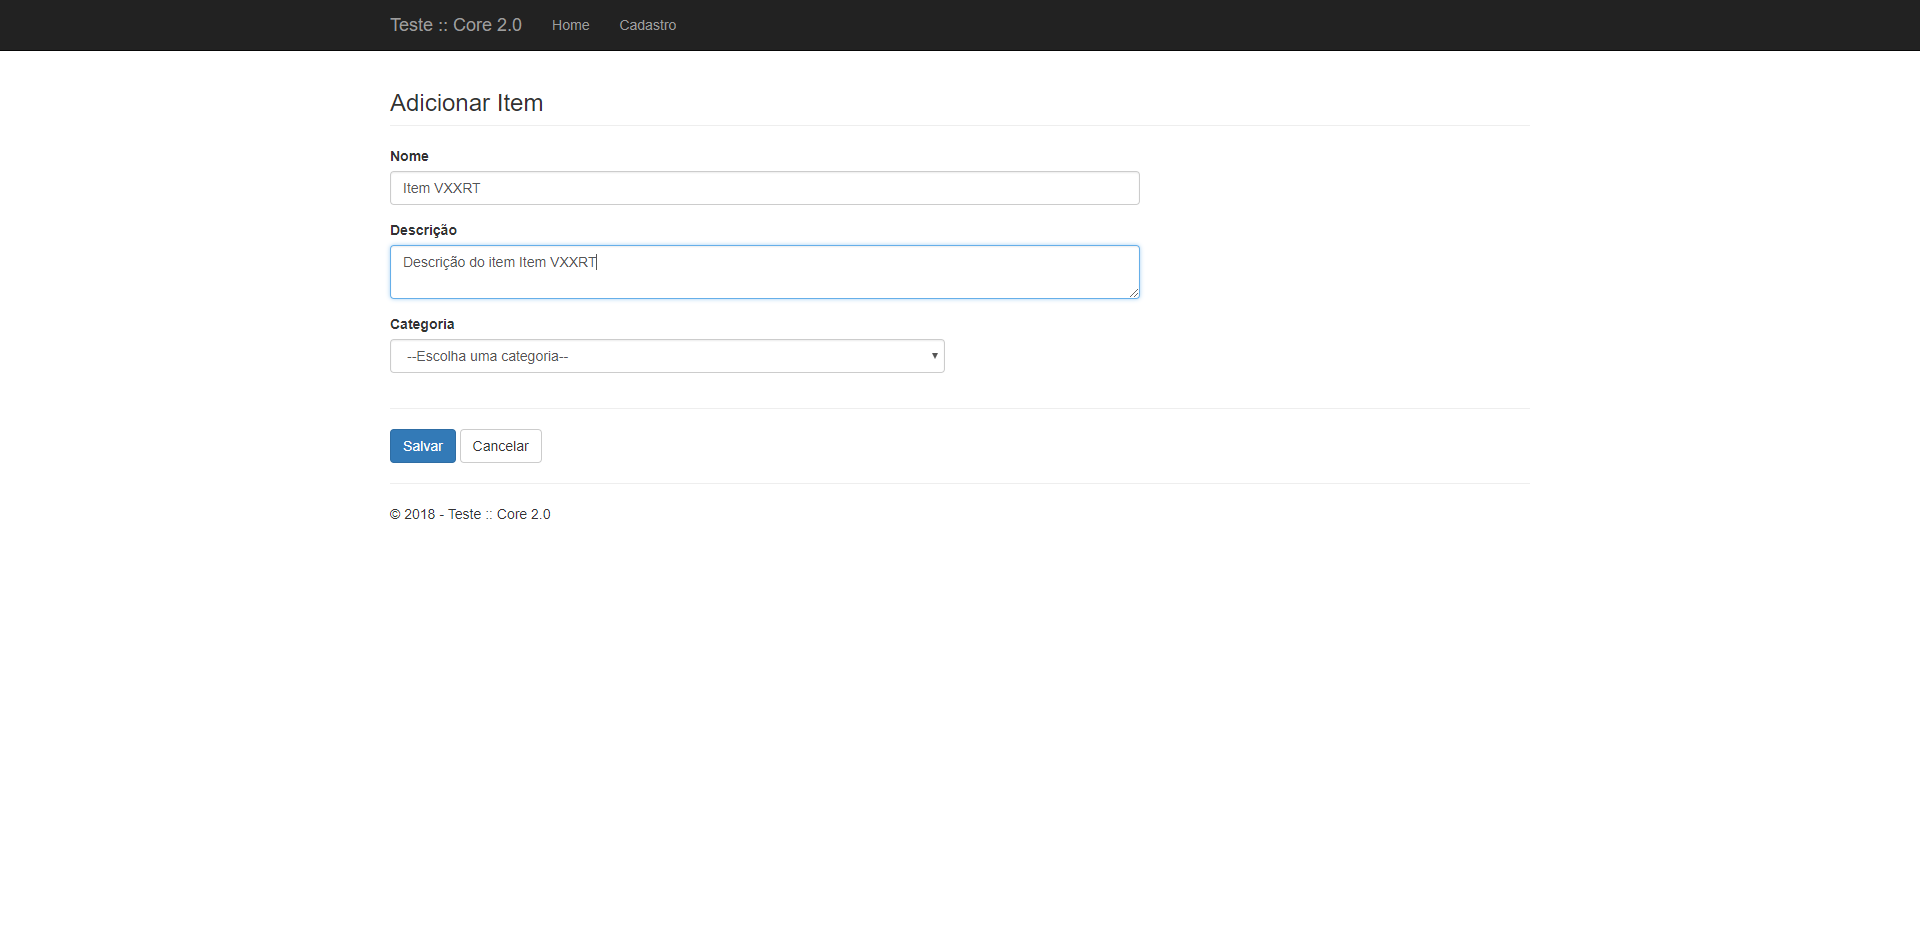 Teste :: Core 2.0 Home Cadastro
Adicionar Item
Nome
Item VXXRT
Descrição
Descrição do item Item VXXRT
Categoria
--Escolha uma categoria--
Salvar Cancelar
© 2018 - Teste :: Core 2.0